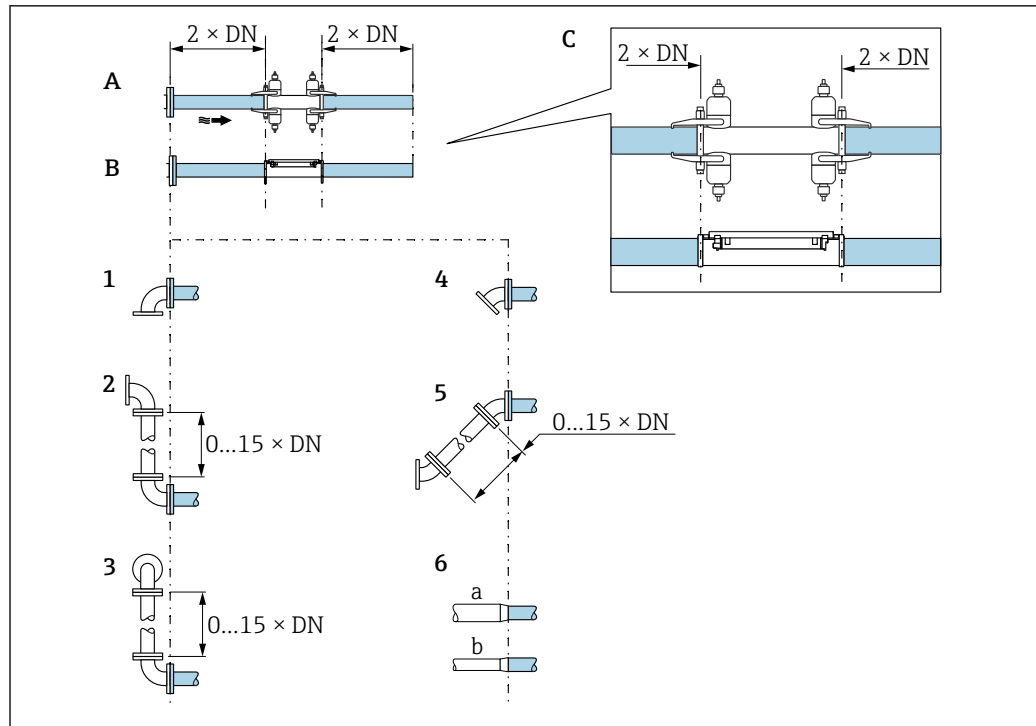 2 × DN
2 × DN
C
2 × DN
2 × DN
A
B
1
4
2
5
0...15 × DN
0...15 × DN
3
6
a
0...15 × DN
b